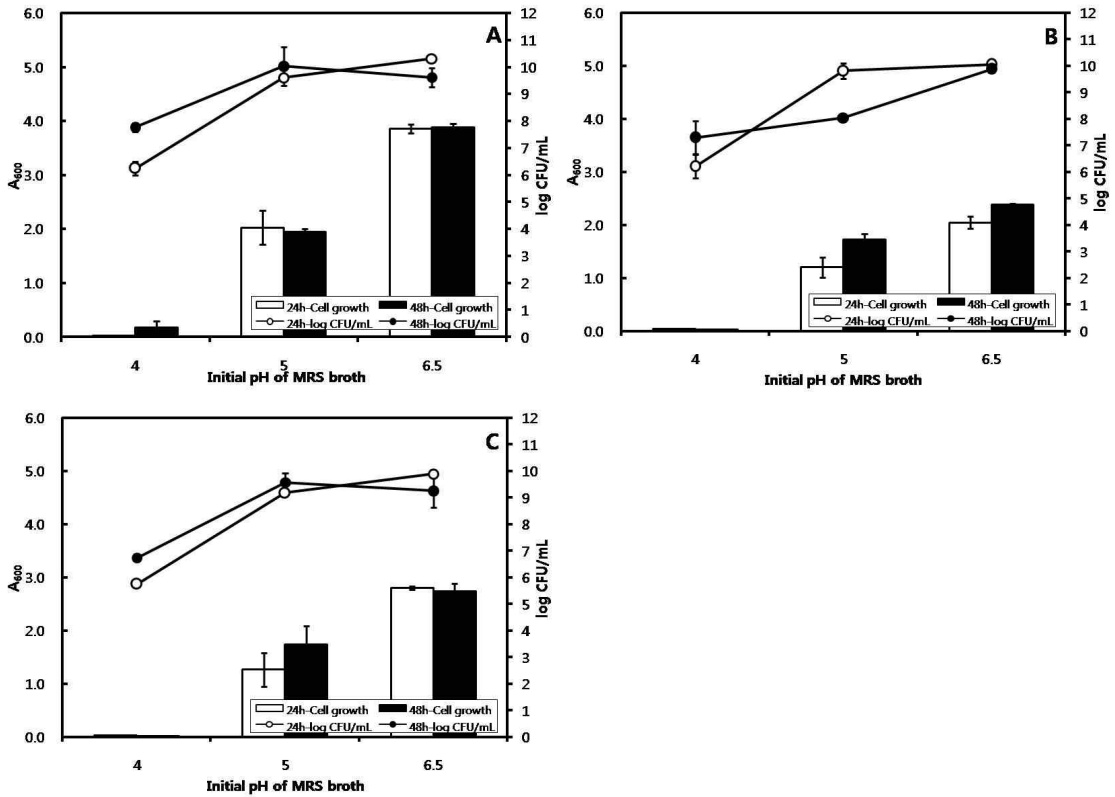 A
6.0
5.0
4.0
3.0
2.0
1.0
0.0
A600
12
11
10
9
8
7
6
5
4
3
2
1
0
log CFU/mL
24h-Cell growth
48h-Cell growth
24h-log CFU/mL
48h-log CFU/mL
4
5
6.5
Initial pH of MRS broth
B
6.0
5.0
4.0
3.0
2.0
1.0
0.0
A600
12
11
10
9
8
7
6
5
4
3
2
1
0
log CFU/mL
24h-Cell growth
48h-Cell growth
24h-log CFU/mL
48h-log CFU/mL
4
5
6.5
Initial pH of MRS broth
C
6.0
5.0
4.0
3.0
2.0
1.0
0.0
A600
12
11
10
9
8
7
6
5
4
3
2
1
0
log CFU/mL
24h-Cell growth
48h-Cell growth
24h-log CFU/mL
48h-log CFU/mL
4
5
6.5
Initial pH of MRS broth